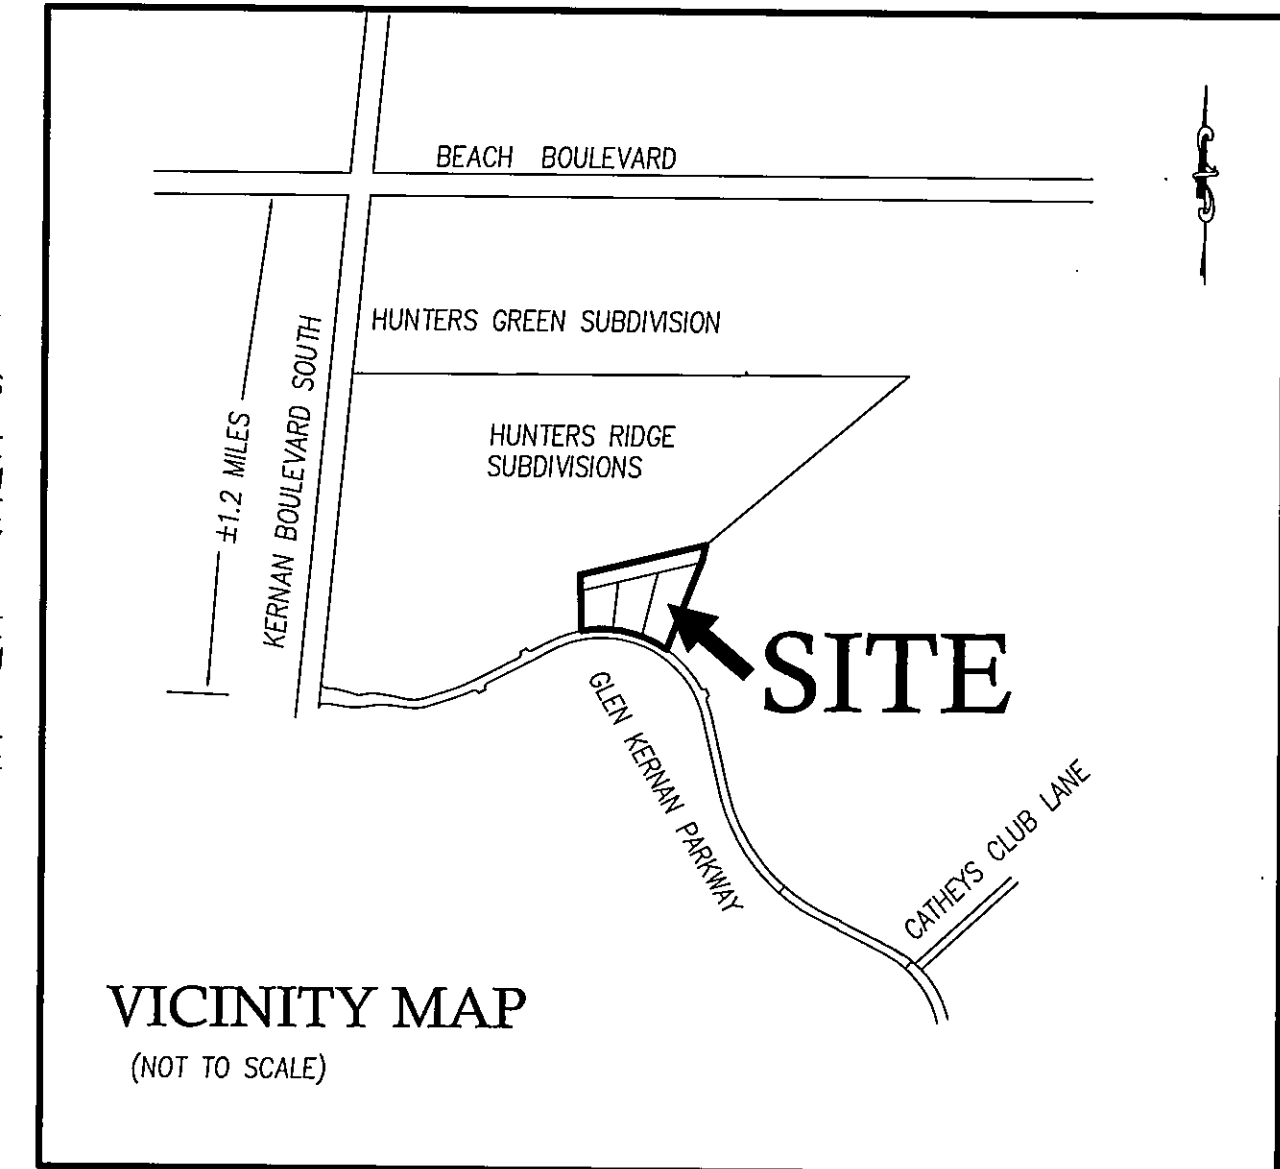 BEACH BOULEVARD
HUNTERS GREEN SUBDIVISION
KERNAN BOULEVARD SOUTH
±1.2 MILES
HUNTERS RIDGE
SUBDIVISIONS
SITE
GLEN KERNAN PARKWAY
CATHEYS CLUB LANE
VICINITY MAP
(NOT TO SCALE)